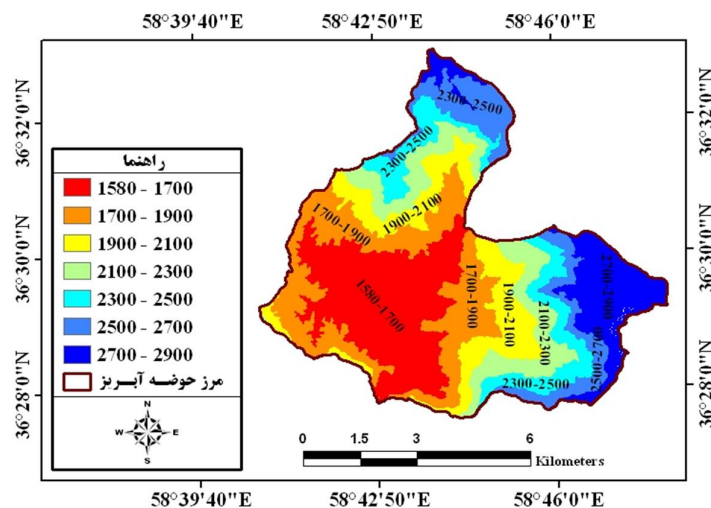 58°39'40"E
58°42'50"E
58°46'0"E
36°32'0"N
36°30'0"N
36°28'0"N
36°32'0"N
36°30'0"N
36°28'0"N
راهنما
1580 - 1700
1700 - 1900
1900 - 2100
2100 - 2300
2300 - 2500
2500 - 2700
2700 - 2900
مرز حوضه آبریز
N
W
E
S
2300-2500
2300-2500
1900-2100
1700-1900
1580-1700
1700-1900
1900-2100
2100-2300
2300-2500
2500-2700
2700-2900
0 1.5 3 6
Kilometers
58°39'40"E
58°42'50"E
58°46'0"E